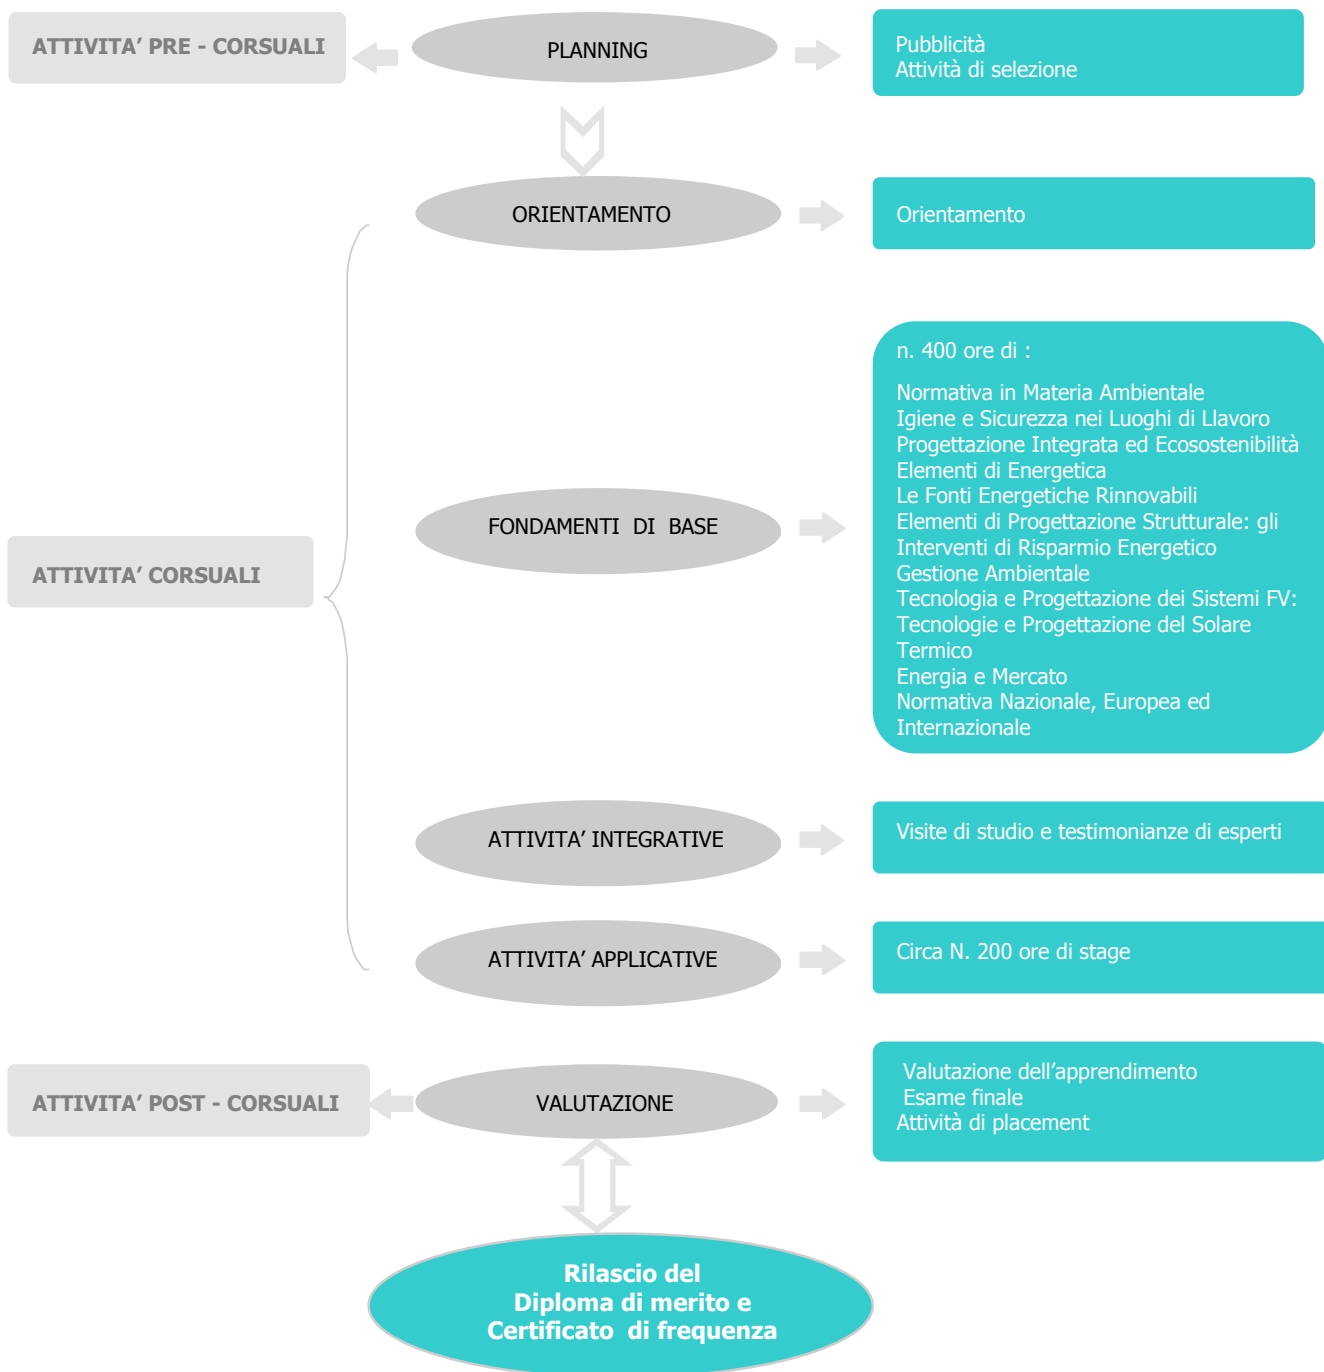 ATTIVITA’ PRE - CORSUALI
PLANNING
Pubblicità
Attività di selezione
ORIENTAMENTO
Orientamento
n. 400 ore di :
Normativa in Materia Ambientale
Igiene e Sicurezza nei Luoghi di Llavoro
Progettazione Integrata ed Ecosostenibilità
Elementi di Energetica
Le Fonti Energetiche Rinnovabili
Elementi di Progettazione Strutturale: gli
Interventi di Risparmio Energetico
Gestione Ambientale
Tecnologia e Progettazione dei Sistemi FV:
Tecnologie e Progettazione del Solare
Termico
Energia e Mercato
Normativa Nazionale, Europea ed
Internazionale
FONDAMENTI DI BASE
ATTIVITA’ CORSUALI
ATTIVITA’ INTEGRATIVE
Visite di studio e testimonianze di esperti
ATTIVITA’ APPLICATIVE
Circa N. 200 ore di stage
ATTIVITA’ POST - CORSUALI
VALUTAZIONE
Valutazione dell’apprendimento
Esame finale
Attività di placement
Rilascio del
Diploma di merito e
Certificato di frequenza